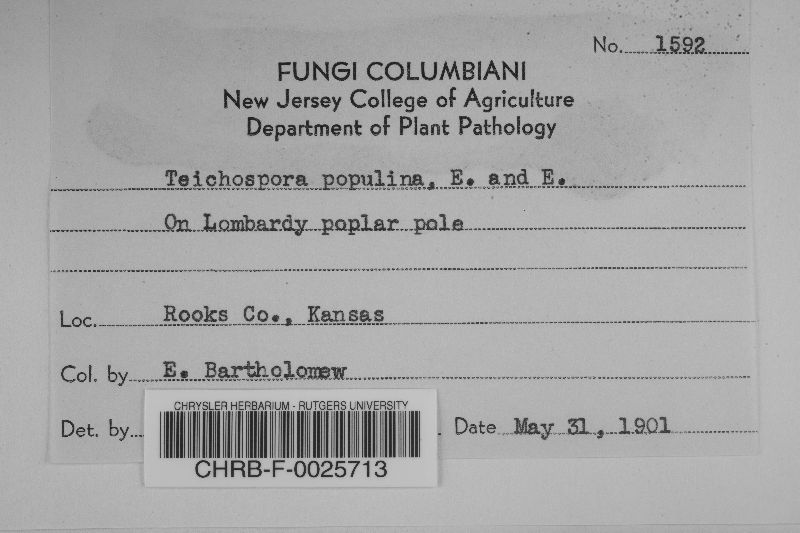 No. 1592
FUNGI COLUMBIANI
New Jersey College of Agriculture
Department of Plant Pathology
Teichospora populina, E. and E.
On Lombardy poplar pole
Loc. Rooks Co., Kansas
Col. by E. Bartholomew
Det. by Date May 31, 1901
CHRYSLER HERBARIUM - RUTGERS UNIVERSITY
CHRB-F-0025713